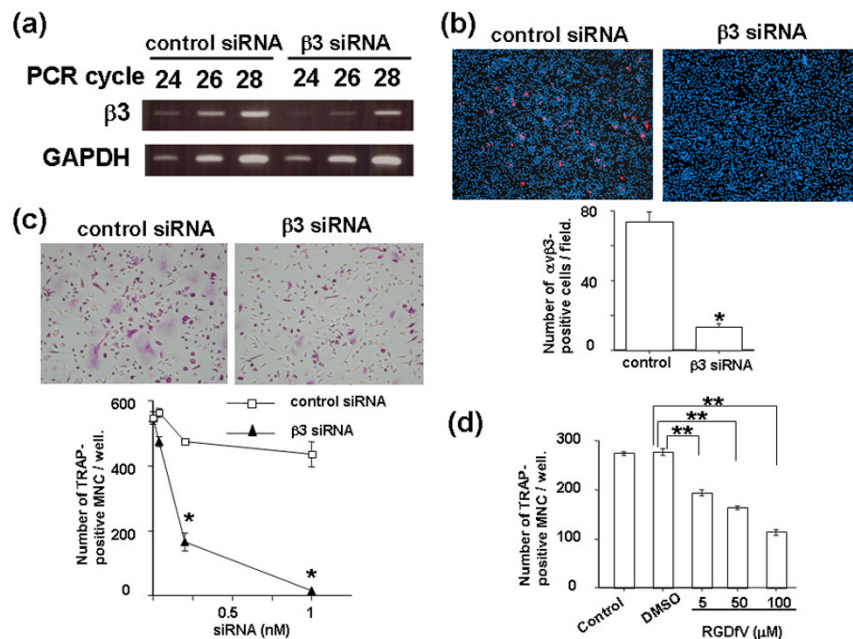 (a)
control siRNA β3 siRNA
PCR cycle 24 26 28 24 26 28
β3
GAPDH
(b)
control siRNA β3 siRNA
80
40
0
Number of αvβ3-
positive cells / field.
*
control β3 siRNA
(c)
control siRNA β3 siRNA
600
400
200
0
Number of TRAP-
positive MNC / well.
control siRNA
β3 siRNA
*
*
0.5 1
siRNA (nM)
(d)
**
**
**
300
200
100
0
Number of TRAP-
positive MNC / well.
Control DMSO 5 50 100
RGDfV (μM)